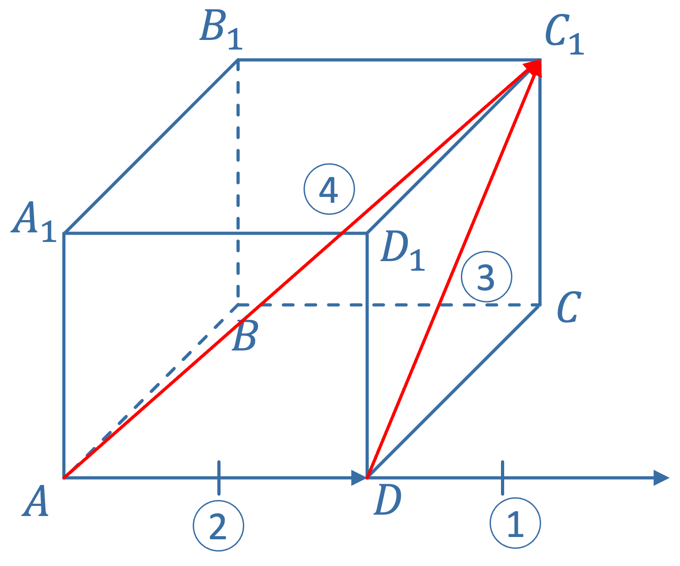 B₁
C₁
④
A₁
D₁
③
B
C
A
D
②
①